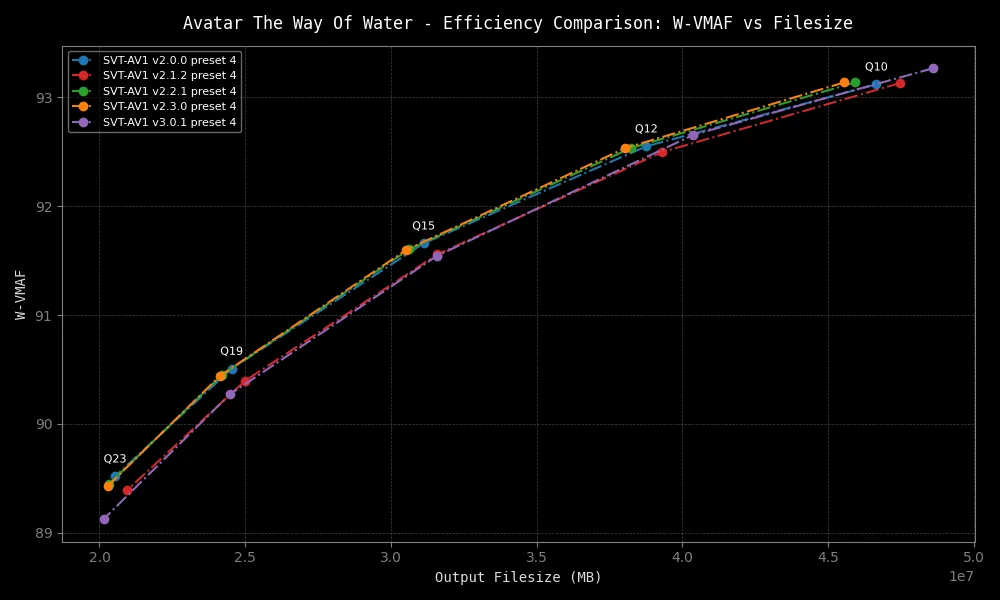 Avatar The Way Of Water - Efficiency Comparison: W-VMAF vs Filesize
SVT-AV1 v2.0.0 preset 4
SVT-AV1 v2.1.2 preset 4
SVT-AV1 v2.2.1 preset 4
SVT-AV1 v2.3.0 preset 4
SVT-AV1 v3.0.1 preset 4
Q10
Q12
Q15
Q19
Q23
93
92
91
90
89
W-VMAF
2.0 2.5 3.0 3.5 4.0 4.5 5.0
1e7
Output Filesize (MB)